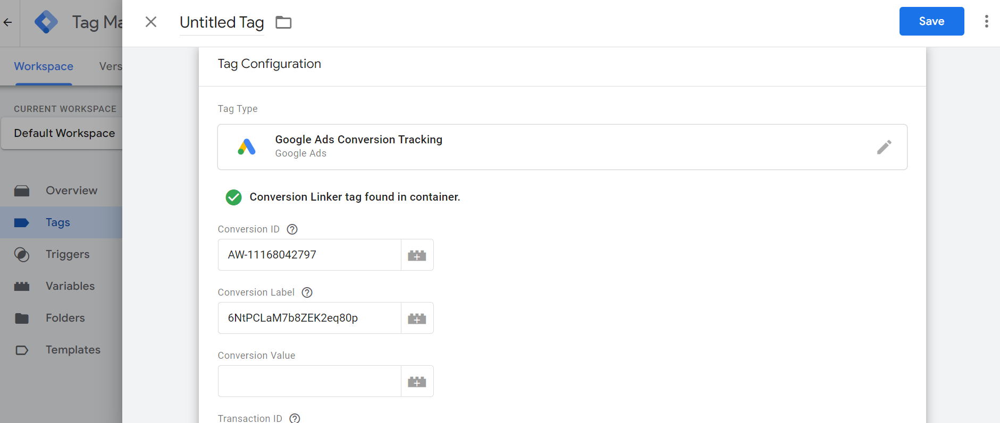 Tag Ma
Untitled Tag
Save
Workspace
Vers
CURRENT WORKSPACE
Default Workspace
Overview
Tags
Triggers
Variables
Folders
Templates
Tag Configuration
Tag Type
Google Ads Conversion Tracking
Google Ads
Conversion Linker tag found in container.
Conversion ID
AW-11168042797
Conversion Label
6NtPCLaM7b8ZEK2eq80p
Conversion Value
Transaction ID